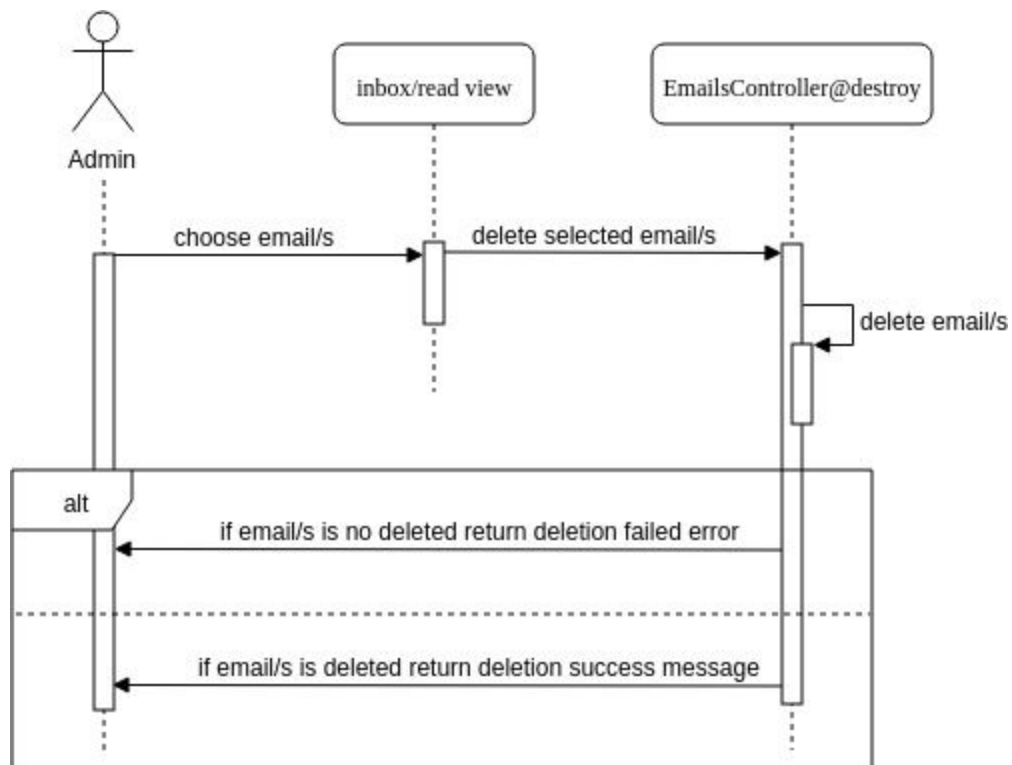 Admin
inbox/read view
EmailsController@destroy
choose email/s
delete selected email/s
delete email/s
alt
if email/s is no deleted return deletion failed error
if email/s is deleted return deletion success message